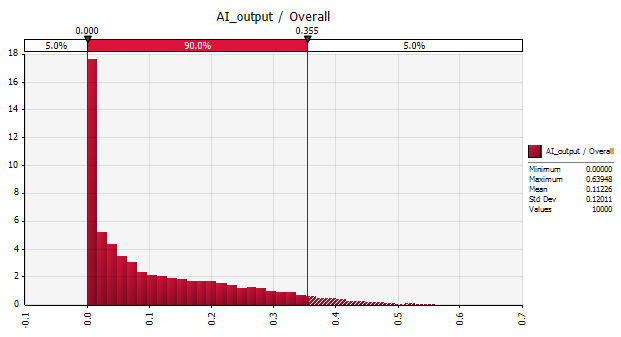 AI_output / Overall
0.000 0.355
5.0% 90.0% 5.0%
18
16
14
12
10
8
6
4
2
0
-0.1 0.0 0.1 0.2 0.3 0.4 0.5 0.6 0.7
AI_output / Overall
Minimum 0.00000
Maximum 0.63948
Mean 0.11226
Std Dev 0.12011
Values 10000